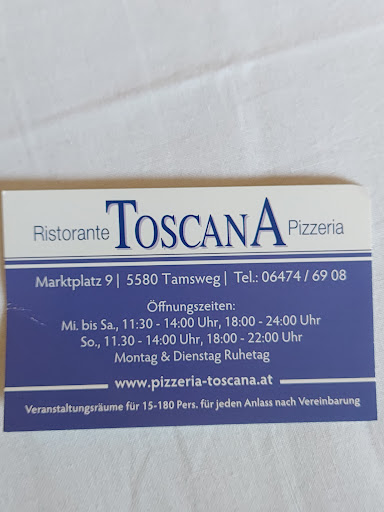 Ristorante TOSCANA Pizzeria
Marktplatz 9 | 5580 Tamsweg | Tel.: 06474 / 69 08
Öffnungszeiten:
Mi. bis Sa., 11:30 - 14:00 Uhr, 18:00 - 24:00 Uhr
So., 11.30 - 14:00 Uhr, 18:00 - 22:00 Uhr
Montag & Dienstag Ruhetag
www.pizzeria-toscana.at
Veranstaltungsräume für 15-180 Pers. für jeden Anlass nach Vereinbarung